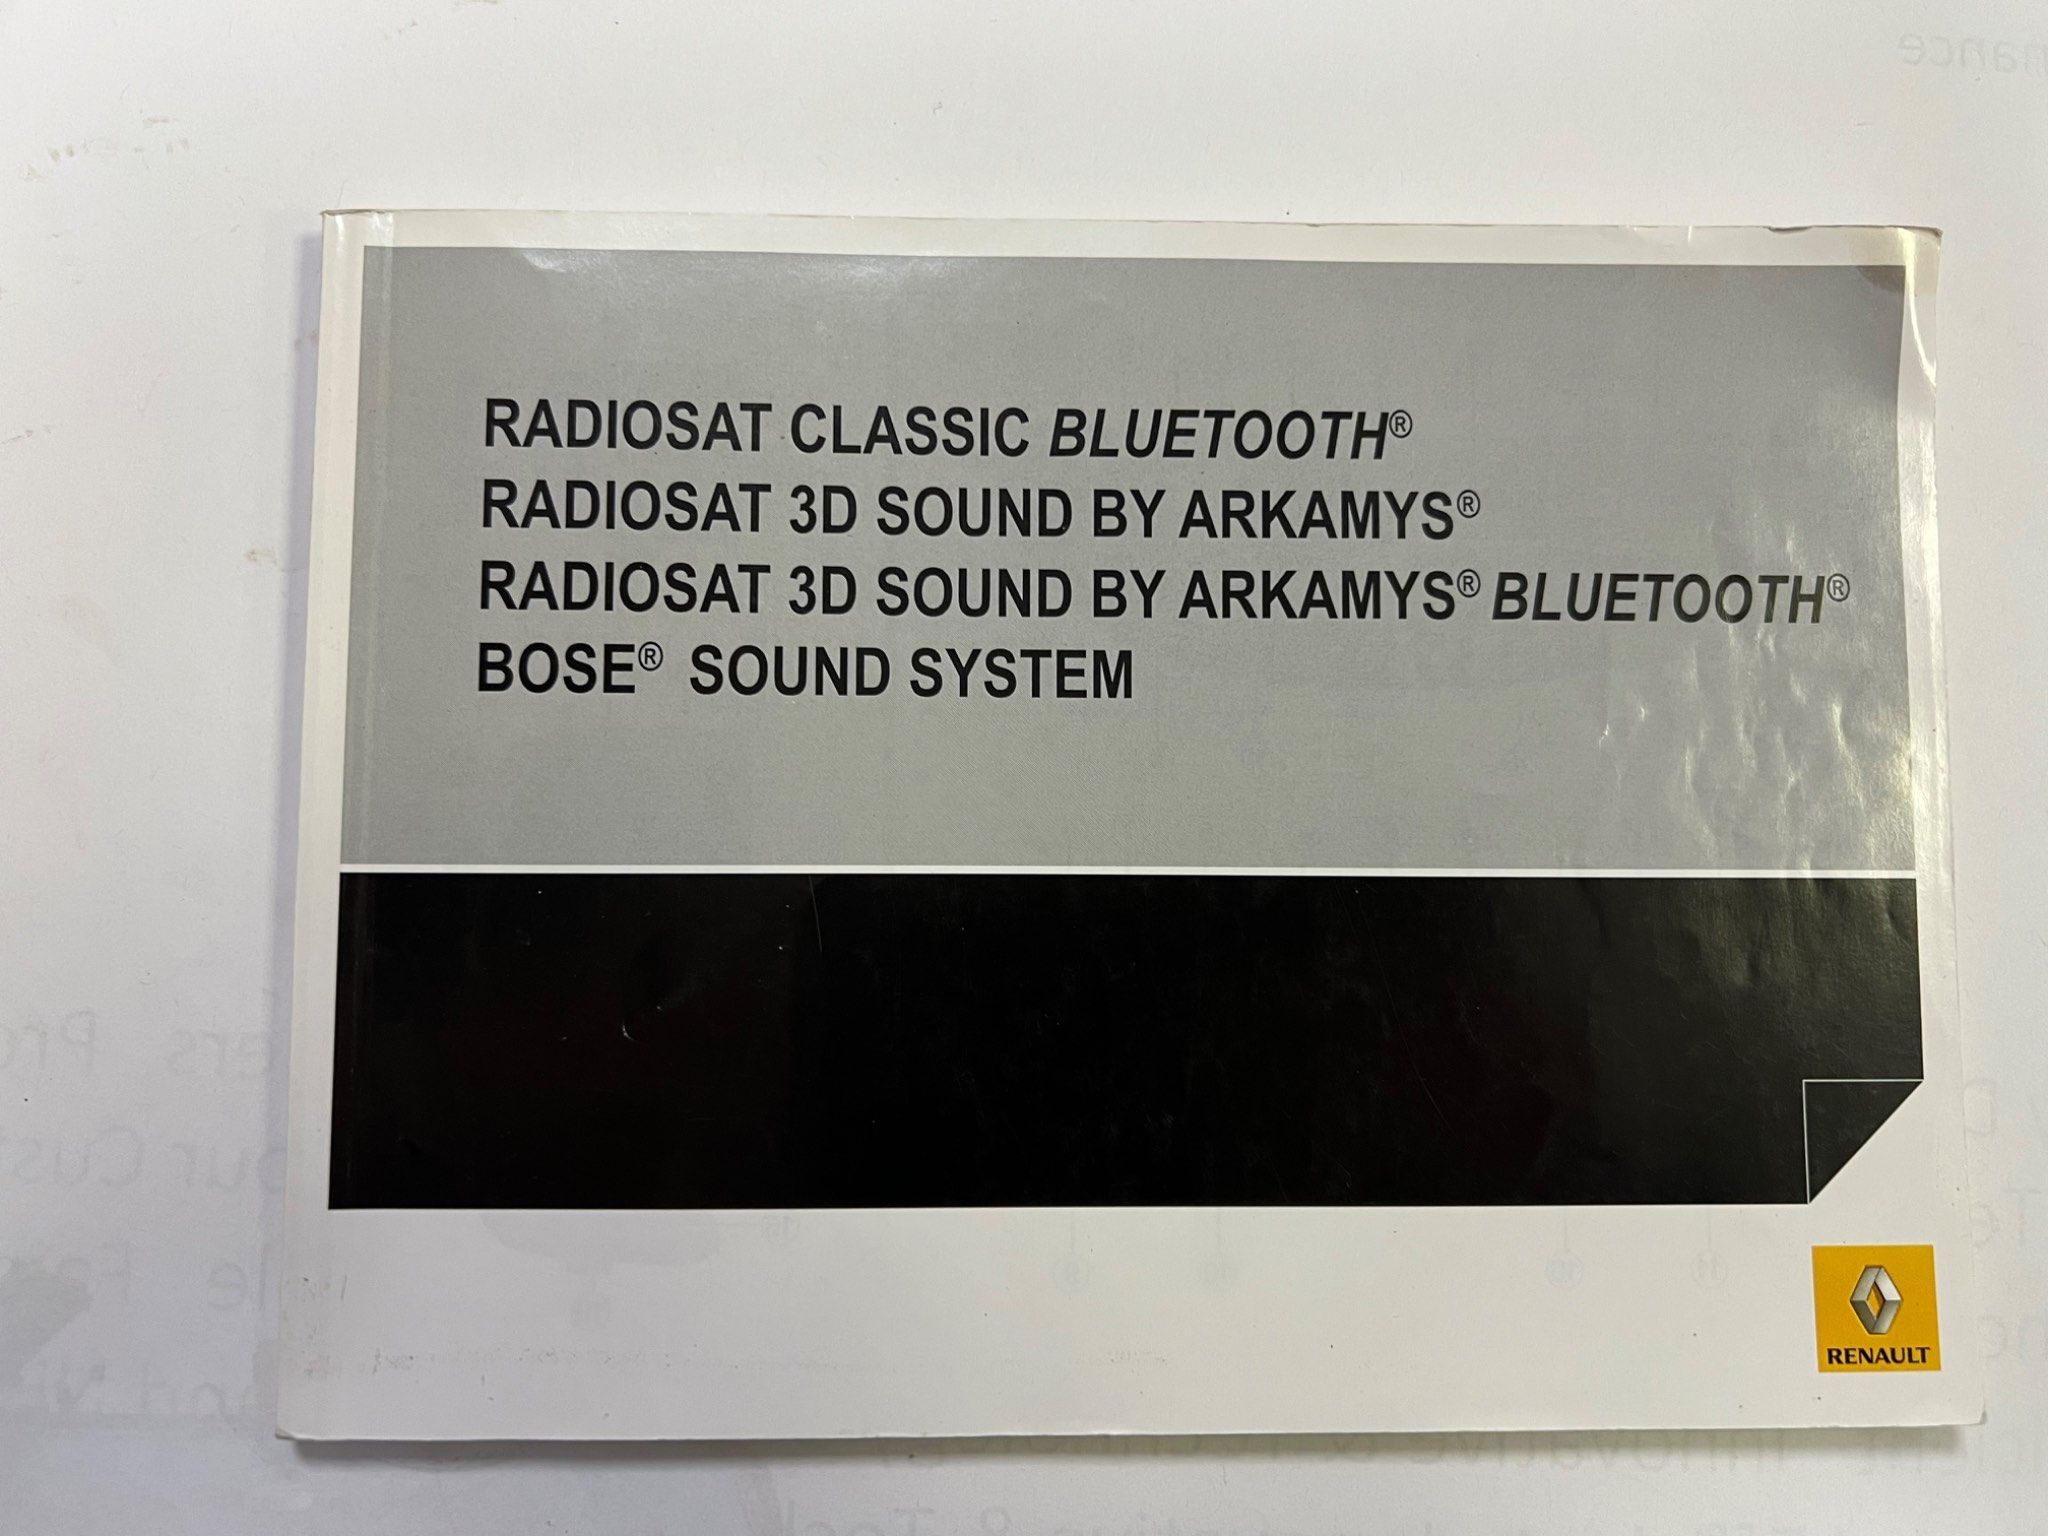 RADIOSAT CLASSIC BLUETOOTH®
RADIOSAT 3D SOUND BY ARKAMYS®
RADIOSAT 3D SOUND BY ARKAMYS® BLUETOOTH®
BOSE® SOUND SYSTEM
RENAULT